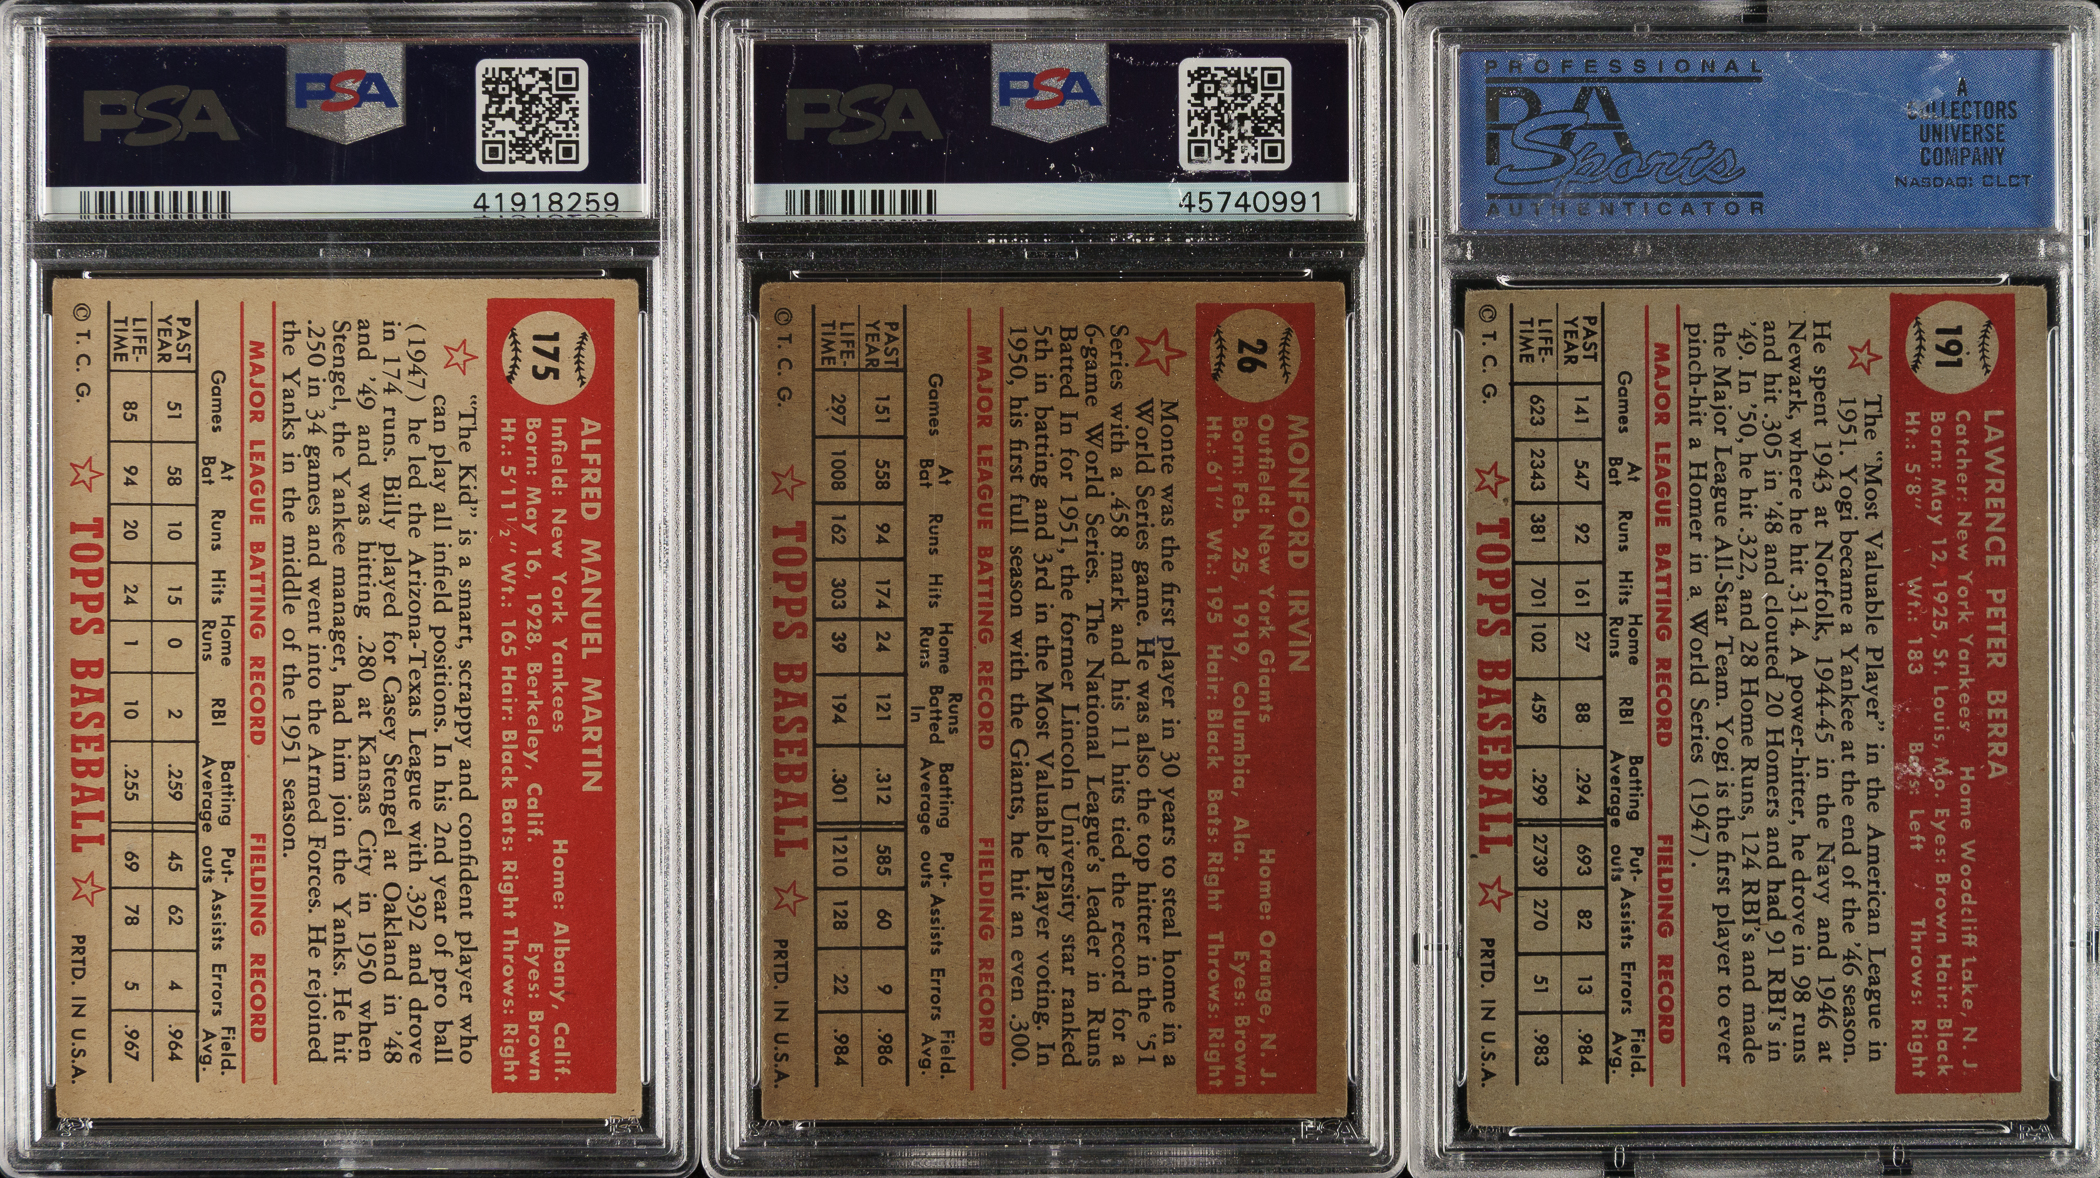 PSA
PSA
41918259
175
ALFRED MANUEL MARTIN
Infield: New York Yankees Home: Albany, Calif.
Born: May 16, 1928, Berkeley, Calif. Eyes: Brown
Ht.: 5'11½" Wt.: 165 Hair: Black Bats: Right Throws: Right
"The Kid" is a smart, scrappy and confident player who
can play all infield positions. In his 2nd year of pro ball
(1947) he led the Arizona-Texas League with .392 and drove
in 174 runs. Billy played for Casey Stengel at Oakland in '48
and '49 and was hitting .280 at Kansas City in 1950 when
Stengel, the Yankee manager, had him join the Yanks. He hit
.250 in 34 games and went into the Armed Forces. He rejoined
the Yanks in the middle of the 1951 season.
MAJOR LEAGUE BATTING RECORD FIELDING RECORD
Games At Bat Runs Hits Home Runs RBI Batting Average Put-outs Assists Errors Field. Avg.
PAST YEAR 51 58 10 15 0 2 .259 45 62 4 .964
LIFE-TIME 85 94 20 24 1 10 .255 69 78 5 .967
© T. C. G. TOPPS BASEBALL PRTD. IN U.S.A.
PSA
PSA
45740991
26
MONFORD IRVIN
Outfield: New York Giants Home: Orange, N. J.
Born: Feb. 25, 1919, Columbia, Ala. Eyes: Brown
Ht.: 6'1" Wt.: 195 Hair: Black Bats: Right Throws: Right
Monte was the first player in 30 years to steal home in a
World Series game. He was also the top hitter in the '51
Series with a .458 mark and his 11 hits tied the record for a
6-game World Series. The National League's leader in Runs
Batted In for 1951, the former Lincoln University star ranked
5th in batting and 3rd in the Most Valuable Player voting. In
1950, his first full season with the Giants, he hit an even .300.
MAJOR LEAGUE BATTING RECORD FIELDING RECORD
Games At Bat Runs Hits Home Runs Runs Batted In Batting Average Put-outs Assists Errors Field. Avg.
PAST YEAR 151 558 94 174 24 121 .312 585 60 9 .986
LIFE-TIME 297 1008 162 303 39 194 .301 1210 128 22 .984
© T. C. G. TOPPS BASEBALL PRTD. IN U.S.A.
PROFESSIONAL
PSA
Sports
AUTHENTICATOR
A
COLLECTORS
UNIVERSE
COMPANY
NASDAQ: CLCT
191
LAWRENCE PETER BERRA
Catcher: New York Yankees Home Woodcliff Lake, N. J.
Born: May 12, 1925, St. Louis, Mo. Eyes: Brown Hair: Black
Ht.: 5'8" Wt.: 183 Bats: Left Throws: Right
The "Most Valuable Player" in the American League in
1951. Yogi became a Yankee at the end of the '46 season.
He spent 1943 at Norfolk, 1944-45 in the Navy and 1946 at
Newark, where he hit .314. A power-hitter, he drove in 98 runs
and hit .305 in '48 and clouted 20 Homers and had 91 RBI's in
'49. In '50, he hit .322, and 28 Home Runs, 124 RBI's and made
the Major League All-Star Team. Yogi is the first player to ever
pinch-hit a Homer in a World Series (1947).
MAJOR LEAGUE BATTING RECORD FIELDING RECORD
Games At Bat Runs Hits Home Runs RBI Batting Average Put-outs Assists Errors Field. Avg.
PAST YEAR 141 547 92 161 27 88 .294 693 82 13 .984
LIFE-TIME 623 2343 381 701 102 459 .299 2739 270 51 .983
© T. C. G. TOPPS BASEBALL PRTD. IN U.S.A.